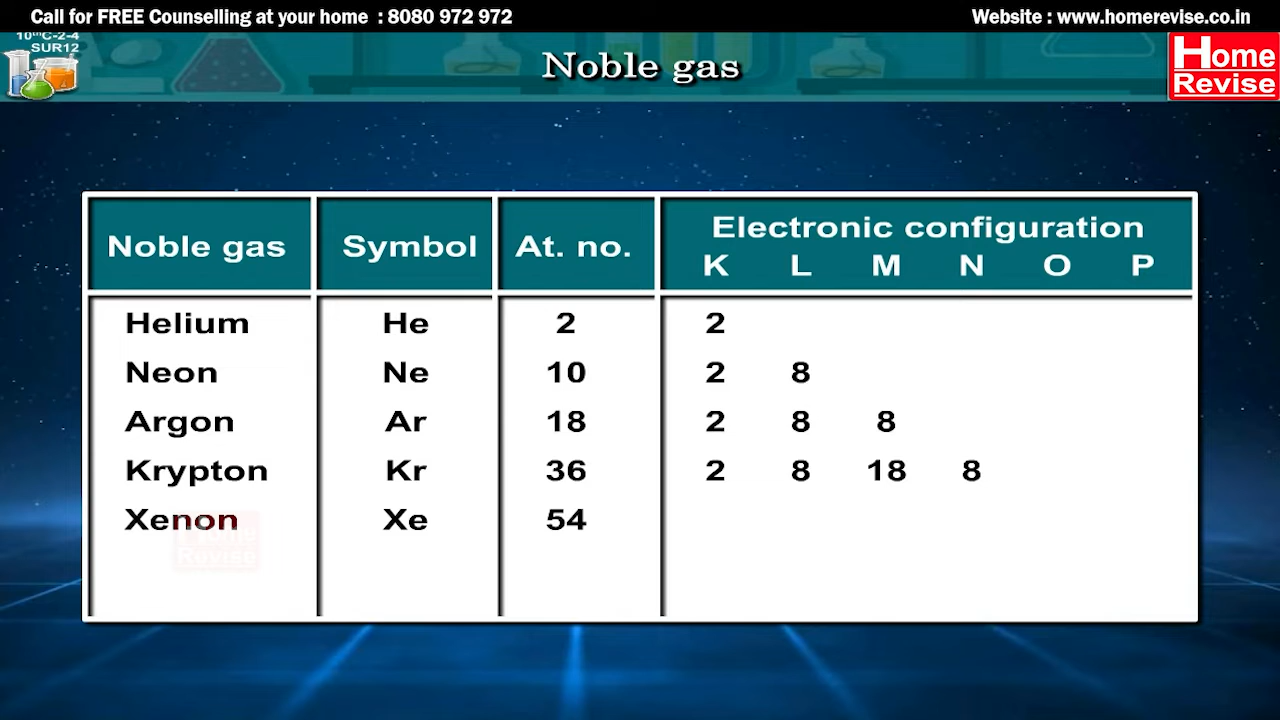 Call for FREE Counselling at your home : 8080 972 972
Website : www.homerevise.co.in
10thC-2-4
SUR12
Noble gas
Home
Revise
Noble gas Symbol At. no. Electronic configuration
K L M N O P
Helium He 2 2
Neon Ne 10 2 8
Argon Ar 18 2 8 8
Krypton Kr 36 2 8 18 8
Xenon Xe 54
Home
Revise